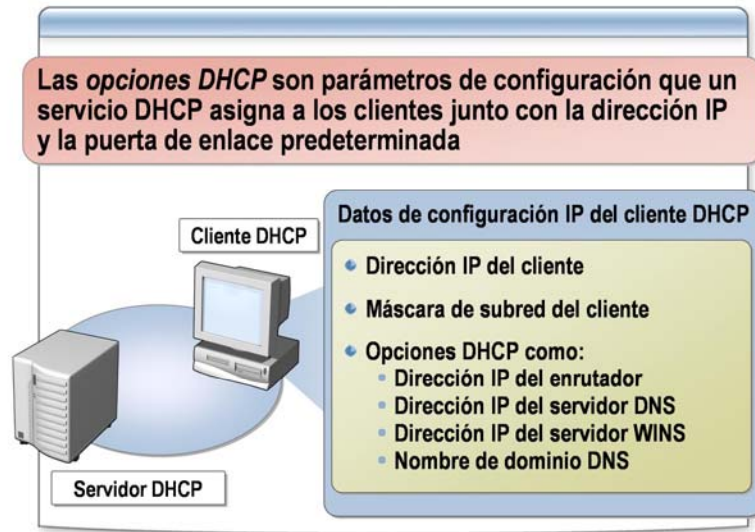 Las opciones DHCP son parámetros de configuración que un
servicio DHCP asigna a los clientes junto con la dirección IP
y la puerta de enlace predeterminada
Cliente DHCP
Servidor DHCP
Datos de configuración IP del cliente DHCP
Dirección IP del cliente
Máscara de subred del cliente
Opciones DHCP como:
Dirección IP del enrutador
Dirección IP del servidor DNS
Dirección IP del servidor WINS
Nombre de dominio DNS